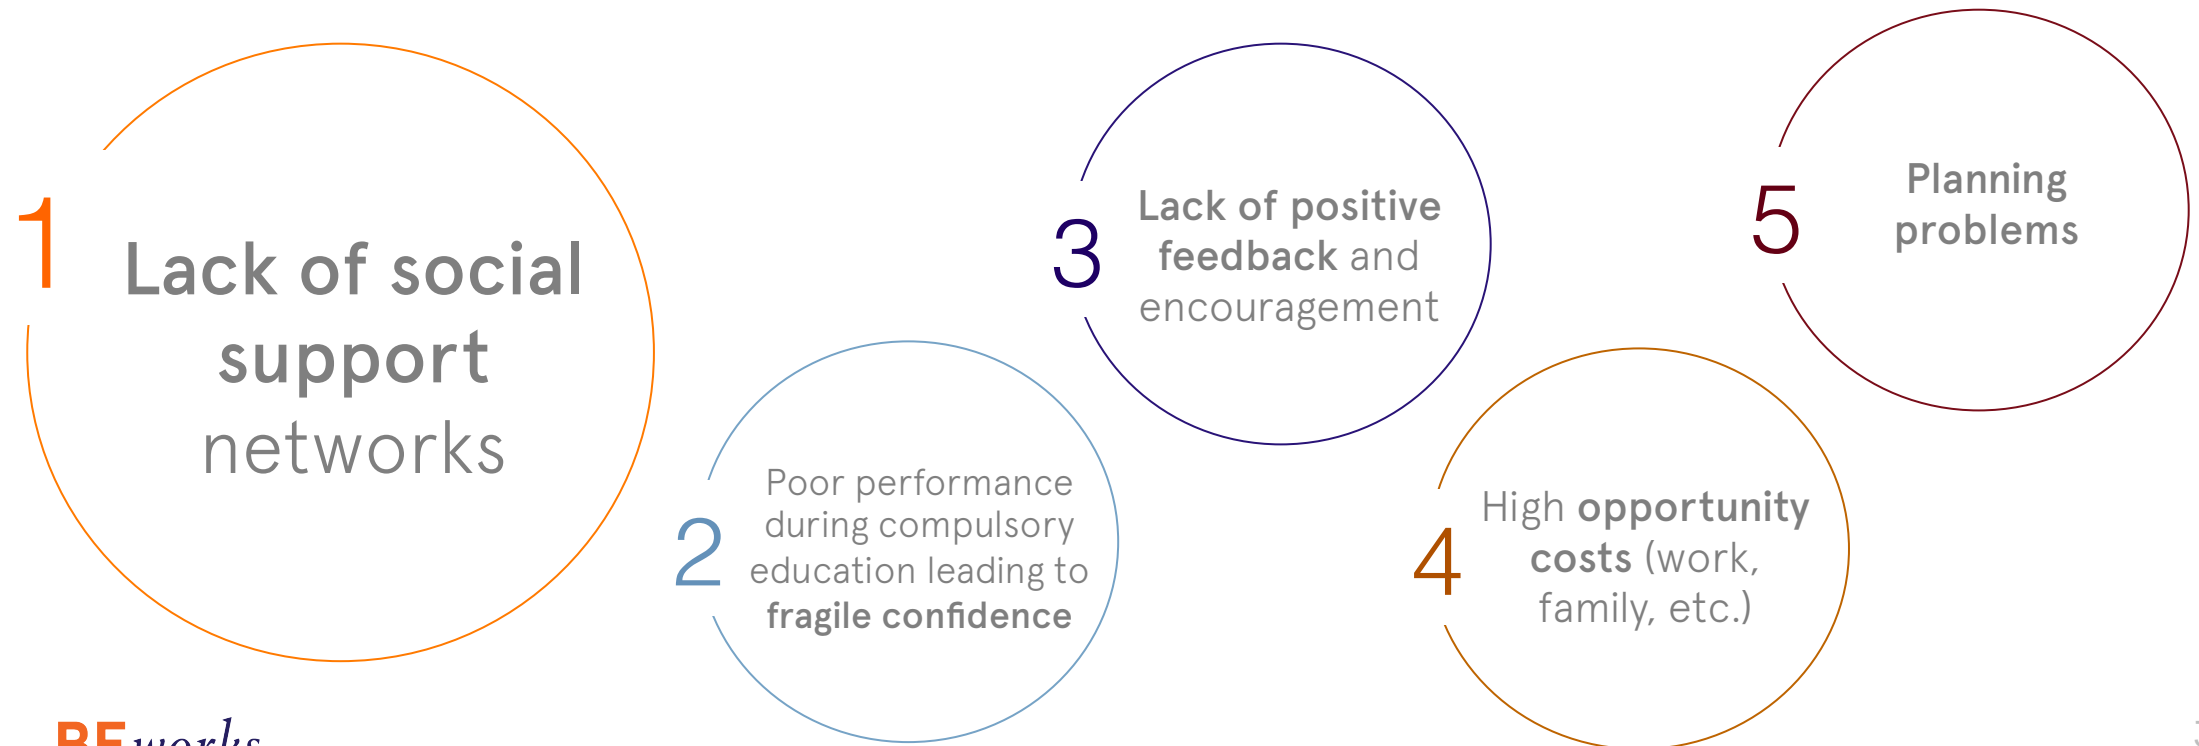 1
Lack of social
support
networks
2
Poor performance
during compulsory
education leading to
fragile confidence
3
Lack of positive
feedback and
encouragement
4
High opportunity
costs (work,
family, etc.)
5
Planning
problems
BEworks